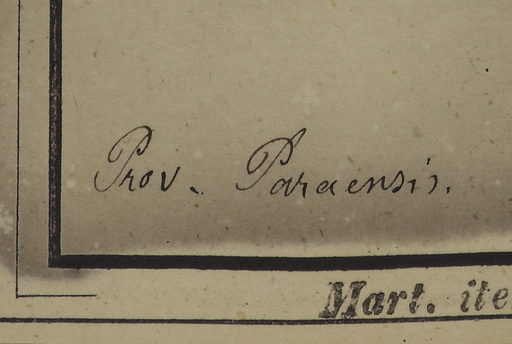 Prov. Paraensis.
Mart. ite